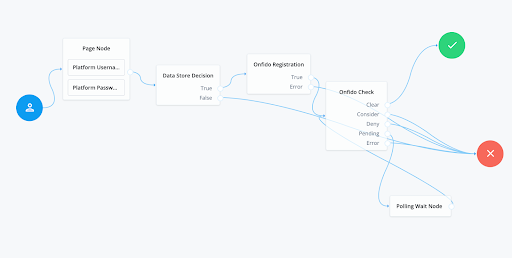 Page Node
Platform Userna...
Platform Passw...
Data Store Decision
True
False
Onfido Registration
True
Error
Onfido Check
Clear
Consider
Deny
Pending
Error
Polling Wait Node